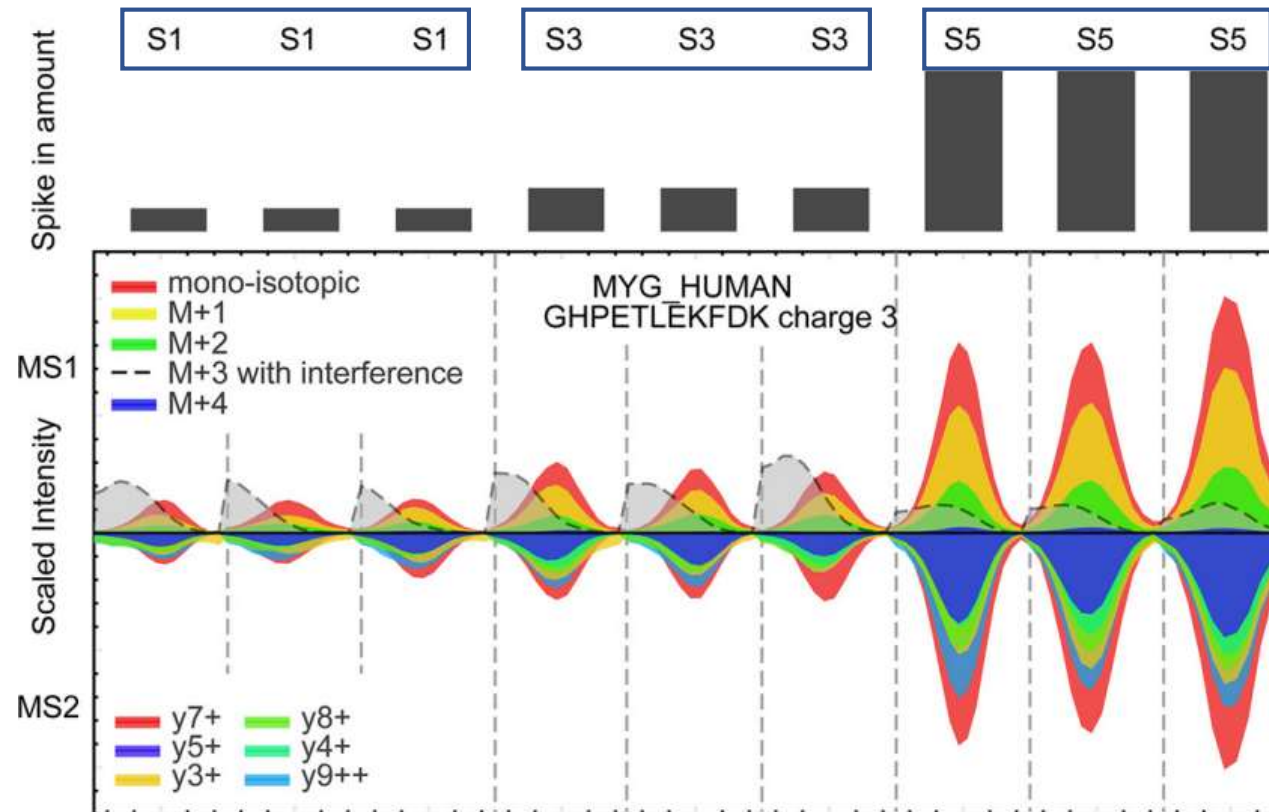 S1 S1 S1 S3 S3 S3 S5 S5 S5
Spike in amount
mono-isotopic
M+1
M+2
M+3 with interference
M+4
MYG_HUMAN
GHPETLEKFDK charge 3
MS1
Scaled Intensity
MS2
y7+ y8+
y5+ y4+
y3+ y9++